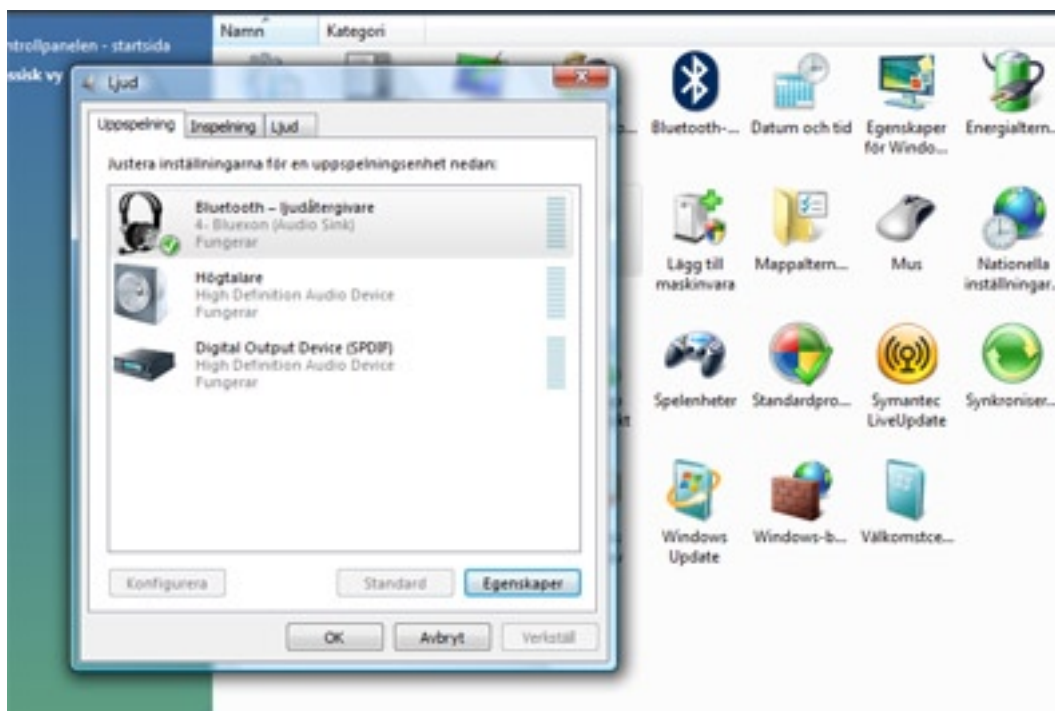 Namn Kategori
ntrollpanelen - startsida
ssisk vy
Ljud
Uppspelning Inspelning Ljud
Justera inställningarna för en uppspelningsenhet nedan:
Bluetooth – ljudåtergivare
4- Bluexon (Audio Sink)
Fungerar
Högtalare
High Definition Audio Device
Fungerar
Digital Output Device (SPDIF)
High Definition Audio Device
Fungerar
Konfigurera Standard Egenskaper
OK Avbryt Verkställ
Bluetooth-... Datum och tid Egenskaper för Windo... Energialtern...
Lägg till maskinvara Mappaltern... Mus Nationella inställningar...
Spelenheter Standardpro... Symantec LiveUpdate Synkroniser...
Windows Update Windows-b... Välkomstce...